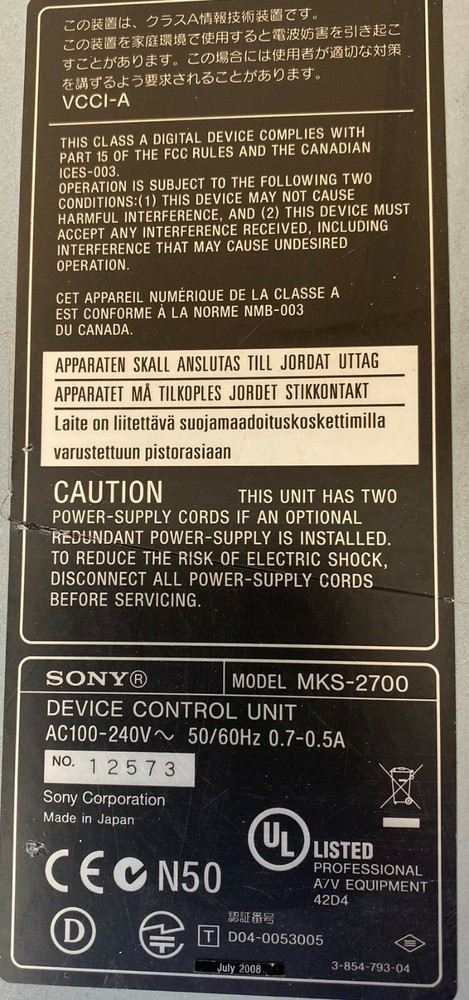 この装置は、クラスA情報技術装置です。
この装置を家庭環境で使用すると電波妨害を引き起こ
すことがあります。この場合には使用者が適切な対策
を講ずるよう要求されることがあります。
VCCI-A
THIS CLASS A DIGITAL DEVICE COMPLIES WITH
PART 15 OF THE FCC RULES AND THE CANADIAN
ICES-003.
OPERATION IS SUBJECT TO THE FOLLOWING TWO
CONDITIONS:(1) THIS DEVICE MAY NOT CAUSE
HARMFUL INTERFERENCE, AND (2) THIS DEVICE MUST
ACCEPT ANY INTERFERENCE RECEIVED, INCLUDING
INTERFERENCE THAT MAY CAUSE UNDESIRED
OPERATION.
CET APPAREIL NUMÉRIQUE DE LA CLASSE A
EST CONFORME À LA NORME NMB-003
DU CANADA.
APPARATEN SKALL ANSLUTAS TILL JORDAT UTTAG
APPARATET MÅ TILKOPLES JORDET STIKKONTAKT
Laite on liitettävä suojamaadoituskoskettimilla
varustettuun pistorasiaan
CAUTION THIS UNIT HAS TWO
POWER-SUPPLY CORDS IF AN OPTIONAL
REDUNDANT POWER-SUPPLY IS INSTALLED.
TO REDUCE THE RISK OF ELECTRIC SHOCK,
DISCONNECT ALL POWER-SUPPLY CORDS
BEFORE SERVICING.
SONY® MODEL MKS-2700
DEVICE CONTROL UNIT
AC100-240V～ 50/60Hz 0.7-0.5A
NO. 12573
Sony Corporation
Made in Japan
CE N50
UL LISTED
PROFESSIONAL
A/V EQUIPMENT
42D4
認証番号
D T D04-0053005
July 2008 3-854-793-04